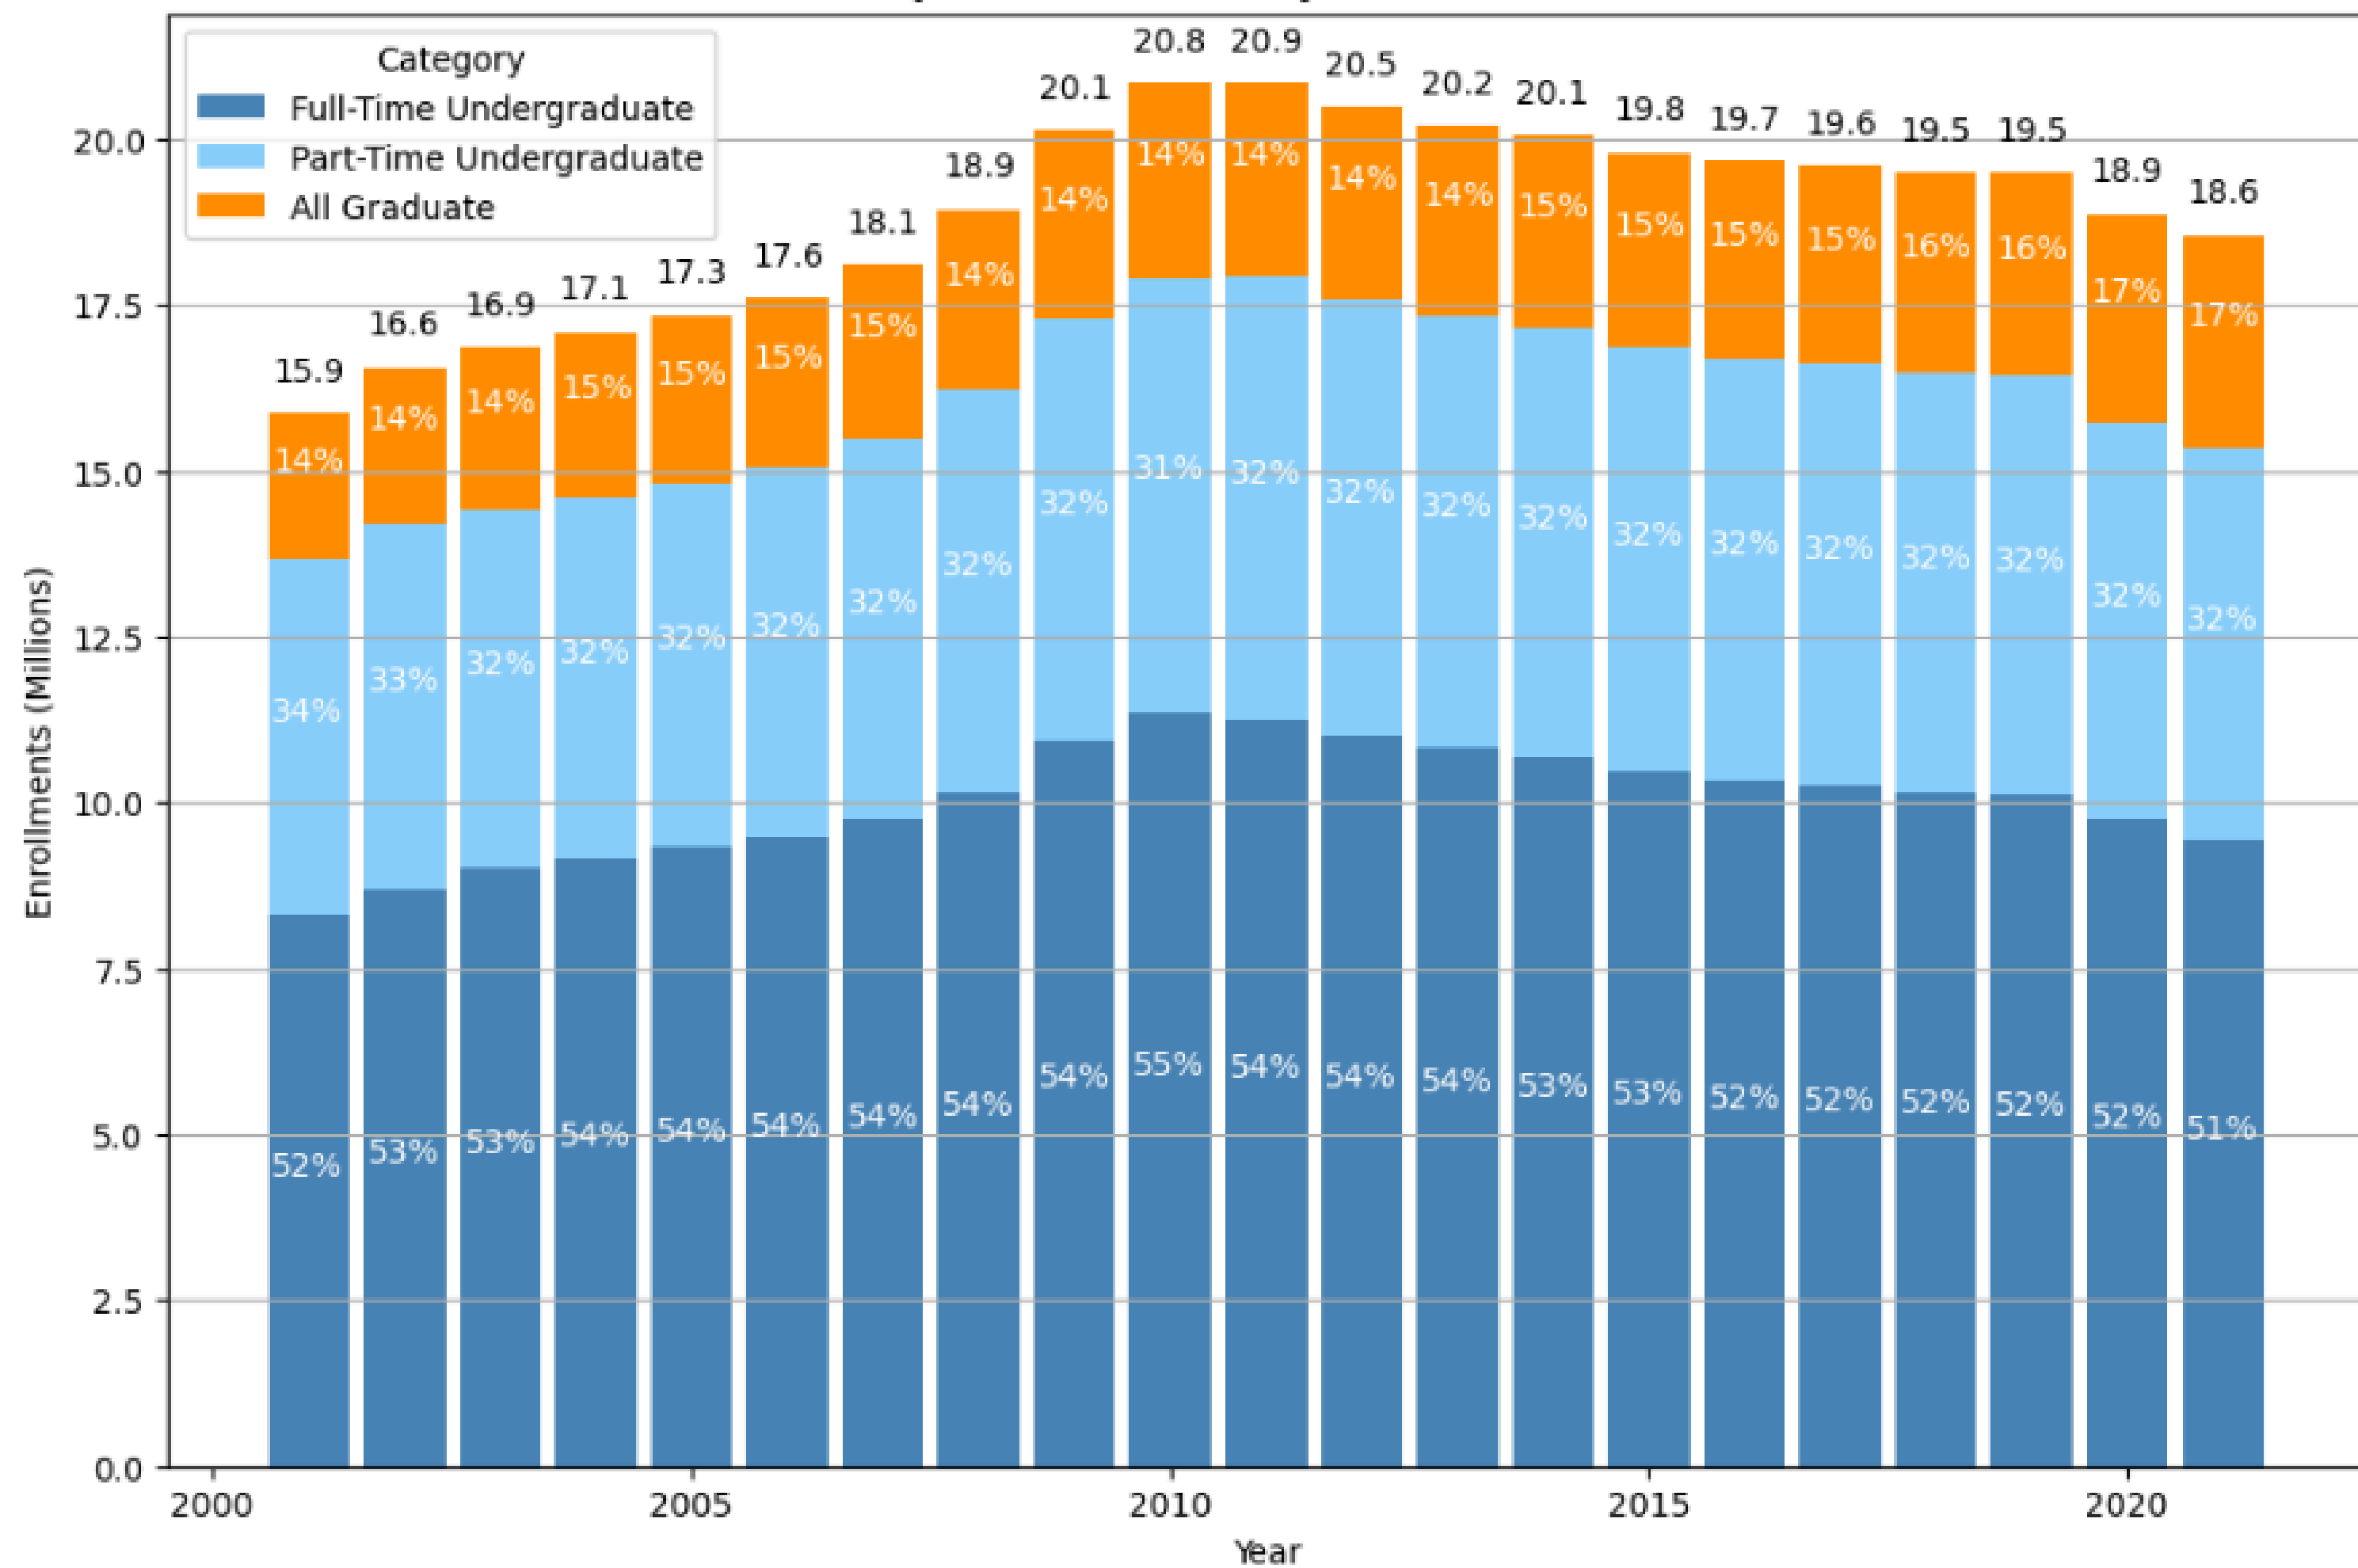 Category
Full-Time Undergraduate
Part-Time Undergraduate
All Graduate
15.9 16.6 16.9 17.1 17.3 17.6 18.1 18.9 20.1 20.8 20.9 20.5 20.2 20.1 19.8 19.7 19.6 19.5 19.5 18.9 18.6
14% 14% 14% 15% 15% 15% 15% 14% 14% 14% 14% 14% 14% 15% 15% 15% 15% 16% 16% 17% 17%
34% 33% 32% 32% 32% 32% 32% 32% 32% 31% 32% 32% 32% 32% 32% 32% 32% 32% 32% 32% 32%
52% 53% 53% 54% 54% 54% 54% 54% 54% 55% 54% 54% 54% 53% 53% 52% 52% 52% 52% 52% 51%
20.0
17.5
15.0
12.5
10.0
7.5
5.0
2.5
0.0
Enrollments (Millions)
2000 2005 2010 2015 2020
Year